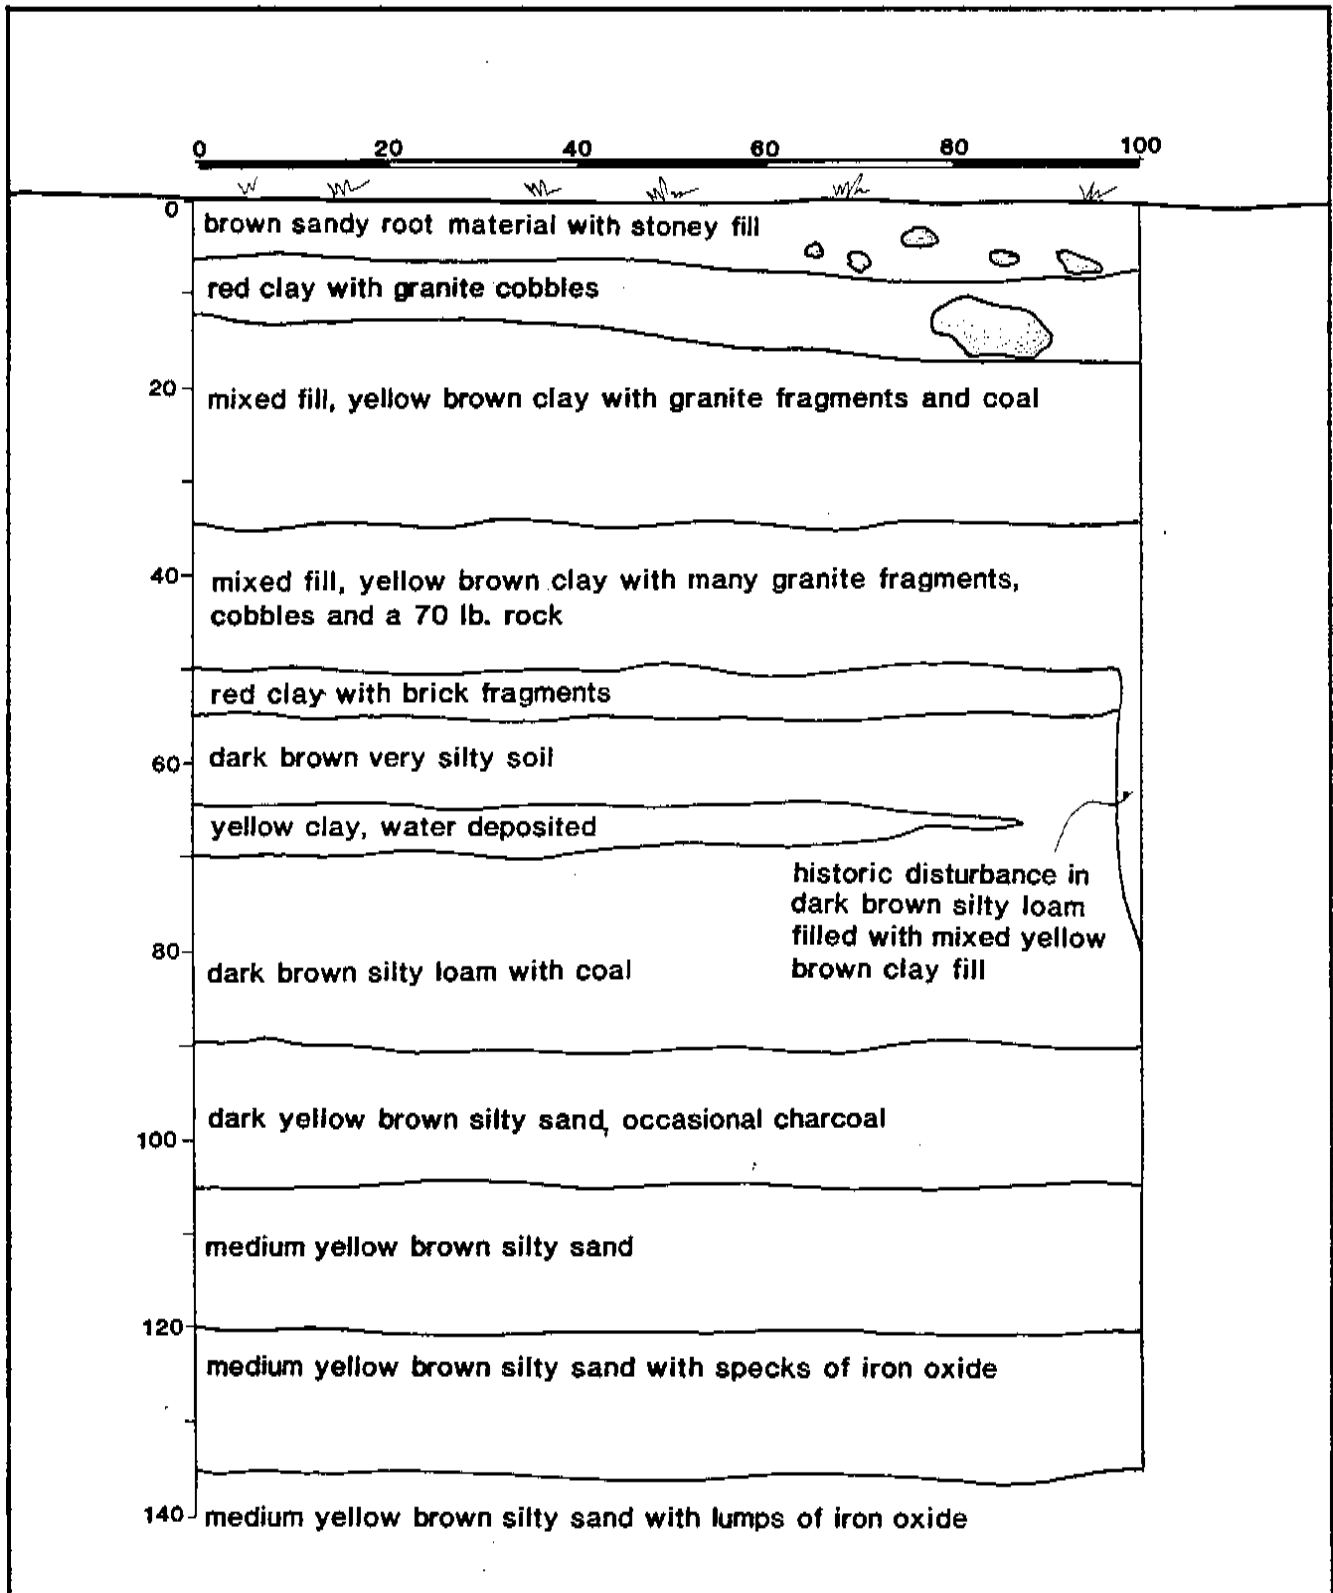 0 20 40 60 80 100
0
brown sandy root material with stoney fill
red clay with granite cobbles
20
mixed fill, yellow brown clay with granite fragments and coal
40
mixed fill, yellow brown clay with many granite fragments,
cobbles and a 70 lb. rock
red clay with brick fragments
60
dark brown very silty soil
yellow clay, water deposited
historic disturbance in
dark brown silty loam
filled with mixed yellow
brown clay fill
80
dark brown silty loam with coal
100
dark yellow brown silty sand, occasional charcoal
medium yellow brown silty sand
120
medium yellow brown silty sand with specks of iron oxide
140
medium yellow brown silty sand with lumps of iron oxide